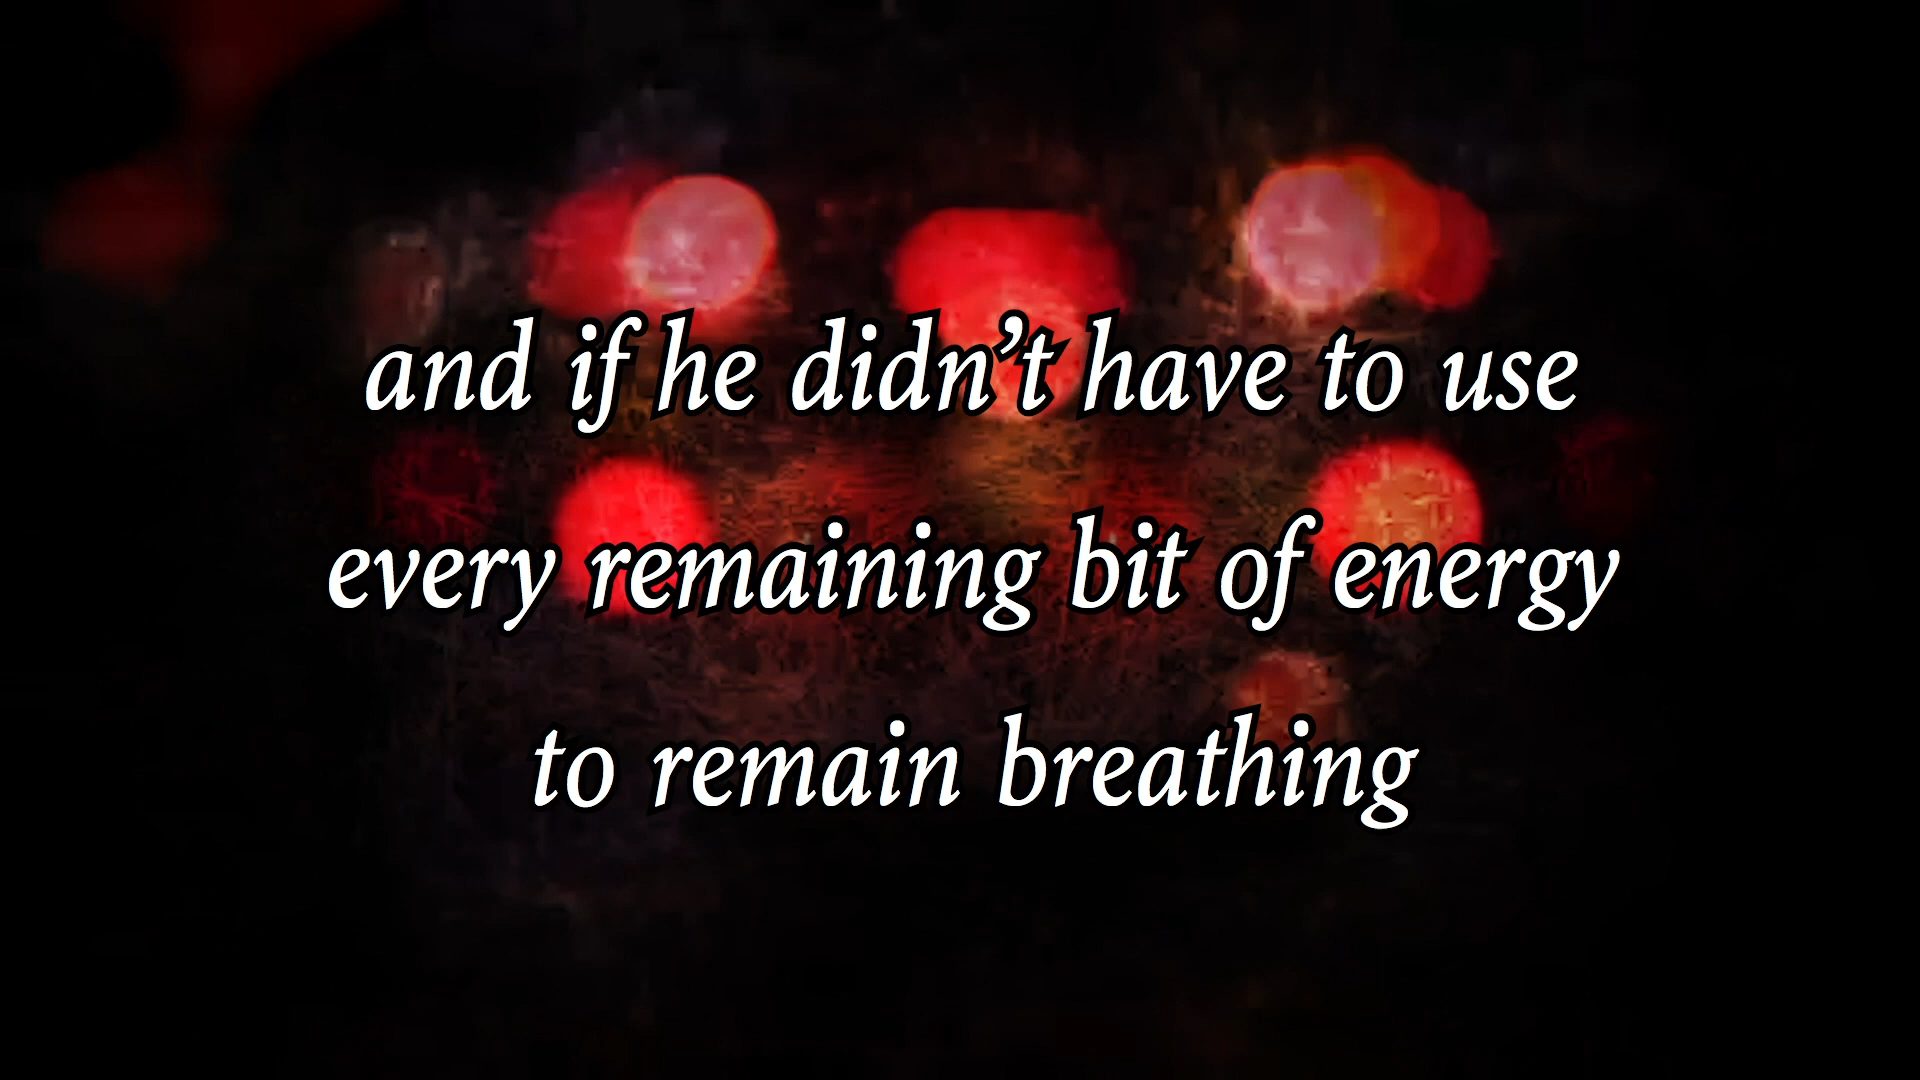 and if he didn’t have to use
every remaining bit of energy
to remain breathing